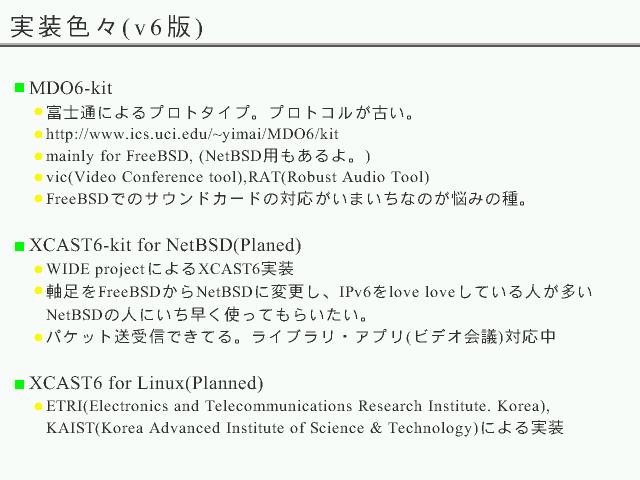 実装色々(v6版)
MDO6-kit
富士通によるプロトタイプ。プロトコルが古い。
http://www.ics.uci.edu/~yimai/MDO6/kit
mainly for FreeBSD, (NetBSD用もあるよ。)
vic(Video Conference tool),RAT(Robust Audio Tool)
FreeBSDでのサウンドカードの対応がいまいちなのが悩みの種。
XCAST6-kit for NetBSD(Planed)
WIDE projectによるXCAST6実装
軸足をFreeBSDからNetBSDに変更し、IPv6をlove loveしている人が多い
NetBSDの人にいち早く使ってもらいたい。
パケット送受信できてる。ライブラリ・アプリ(ビデオ会議)対応中
XCAST6 for Linux(Planned)
ETRI(Electronics and Telecommunications Research Institute. Korea),
KAIST(Korea Advanced Institute of Science & Technology)による実装